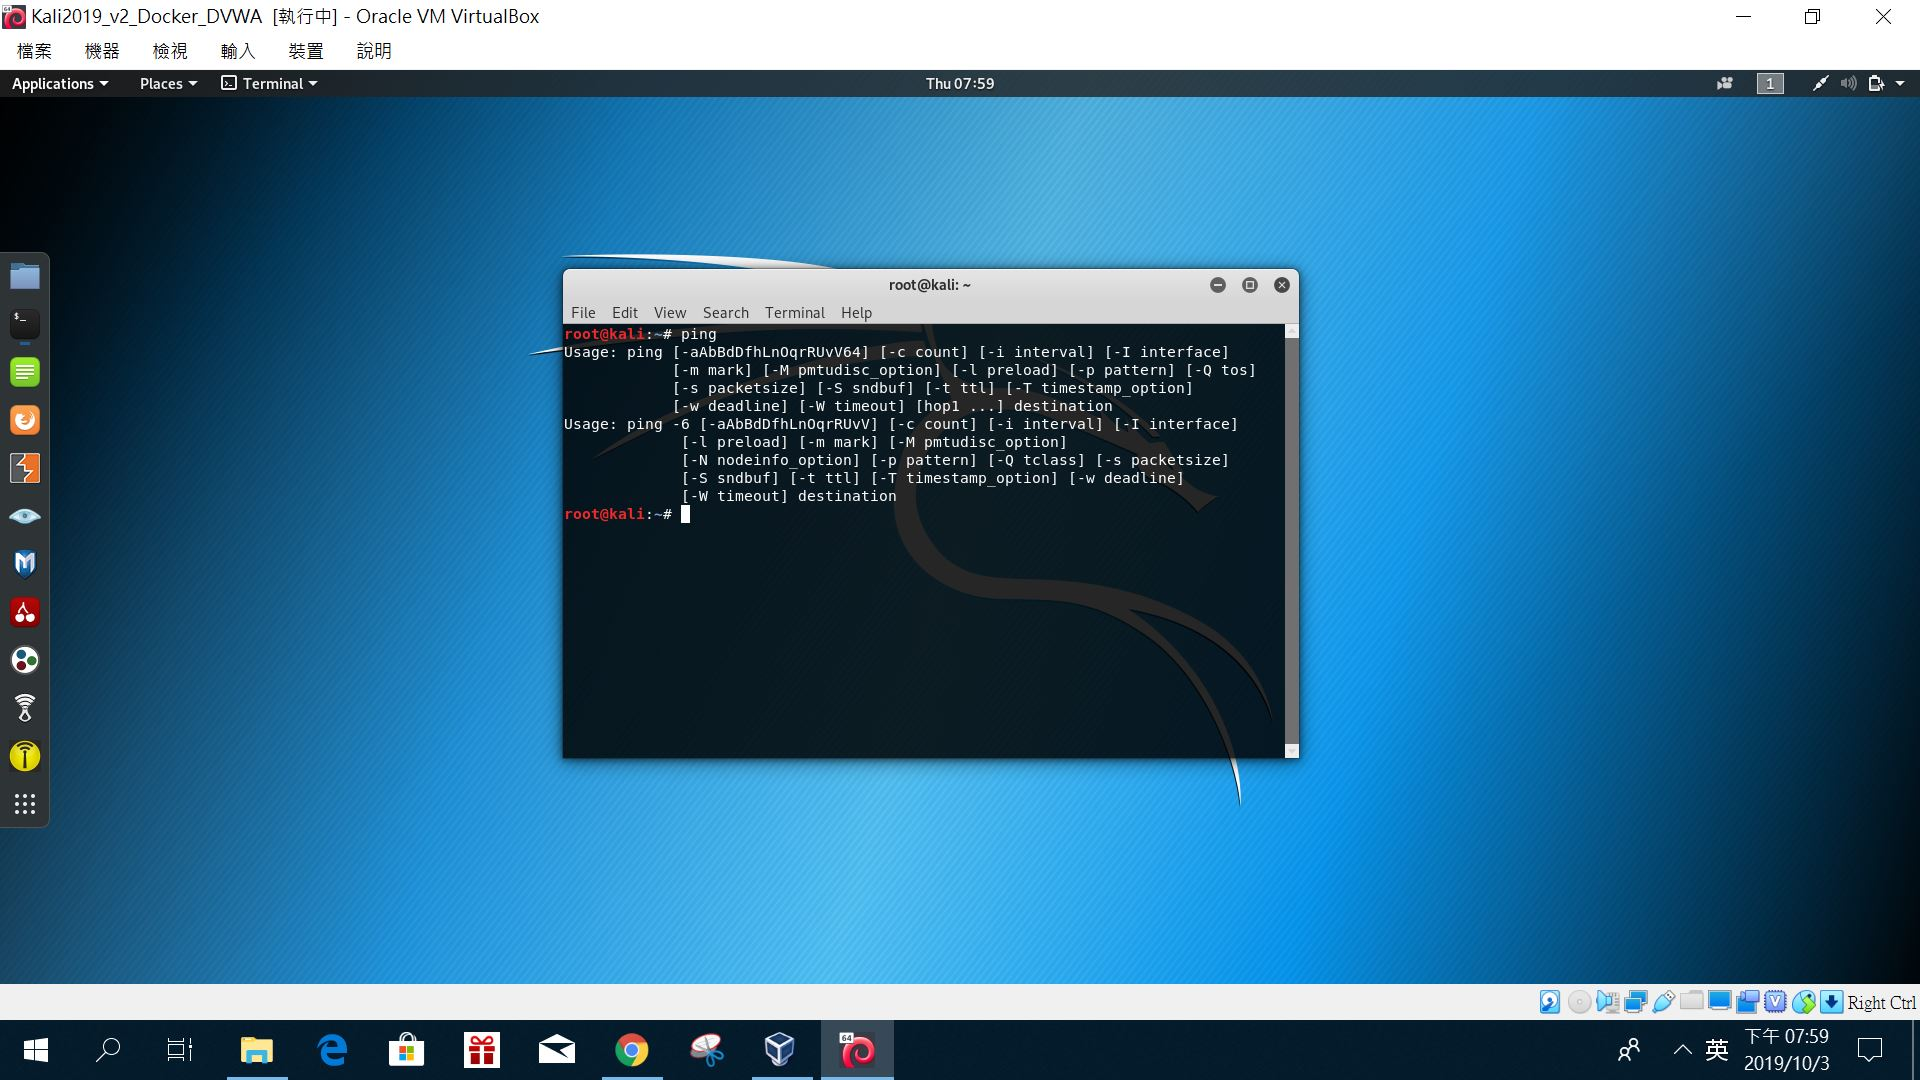 Kali2019_v2_Docker_DVWA [執行中] - Oracle VM VirtualBox
檔案 機器 檢視 輸入 裝置 說明
Applications Places Terminal Thu 07:59 1
root@kali: ~
File Edit View Search Terminal Help
root@kali:~# ping
Usage: ping [-aAbBdDfhLnOqrRUvV64] [-c count] [-i interval] [-I interface]
[-m mark] [-M pmtudisc_option] [-l preload] [-p pattern] [-Q tos]
[-s packetsize] [-S sndbuf] [-t ttl] [-T timestamp_option]
[-w deadline] [-W timeout] [hop1 ...] destination
Usage: ping -6 [-aAbBdDfhLnOqrRUvV] [-c count] [-i interval] [-I interface]
[-l preload] [-m mark] [-M pmtudisc_option]
[-N nodeinfo_option] [-p pattern] [-Q tclass] [-s packetsize]
[-S sndbuf] [-t ttl] [-T timestamp_option] [-w deadline]
[-W timeout] destination
root@kali:~#
Right Ctrl
64
英
下午 07:59
2019/10/3